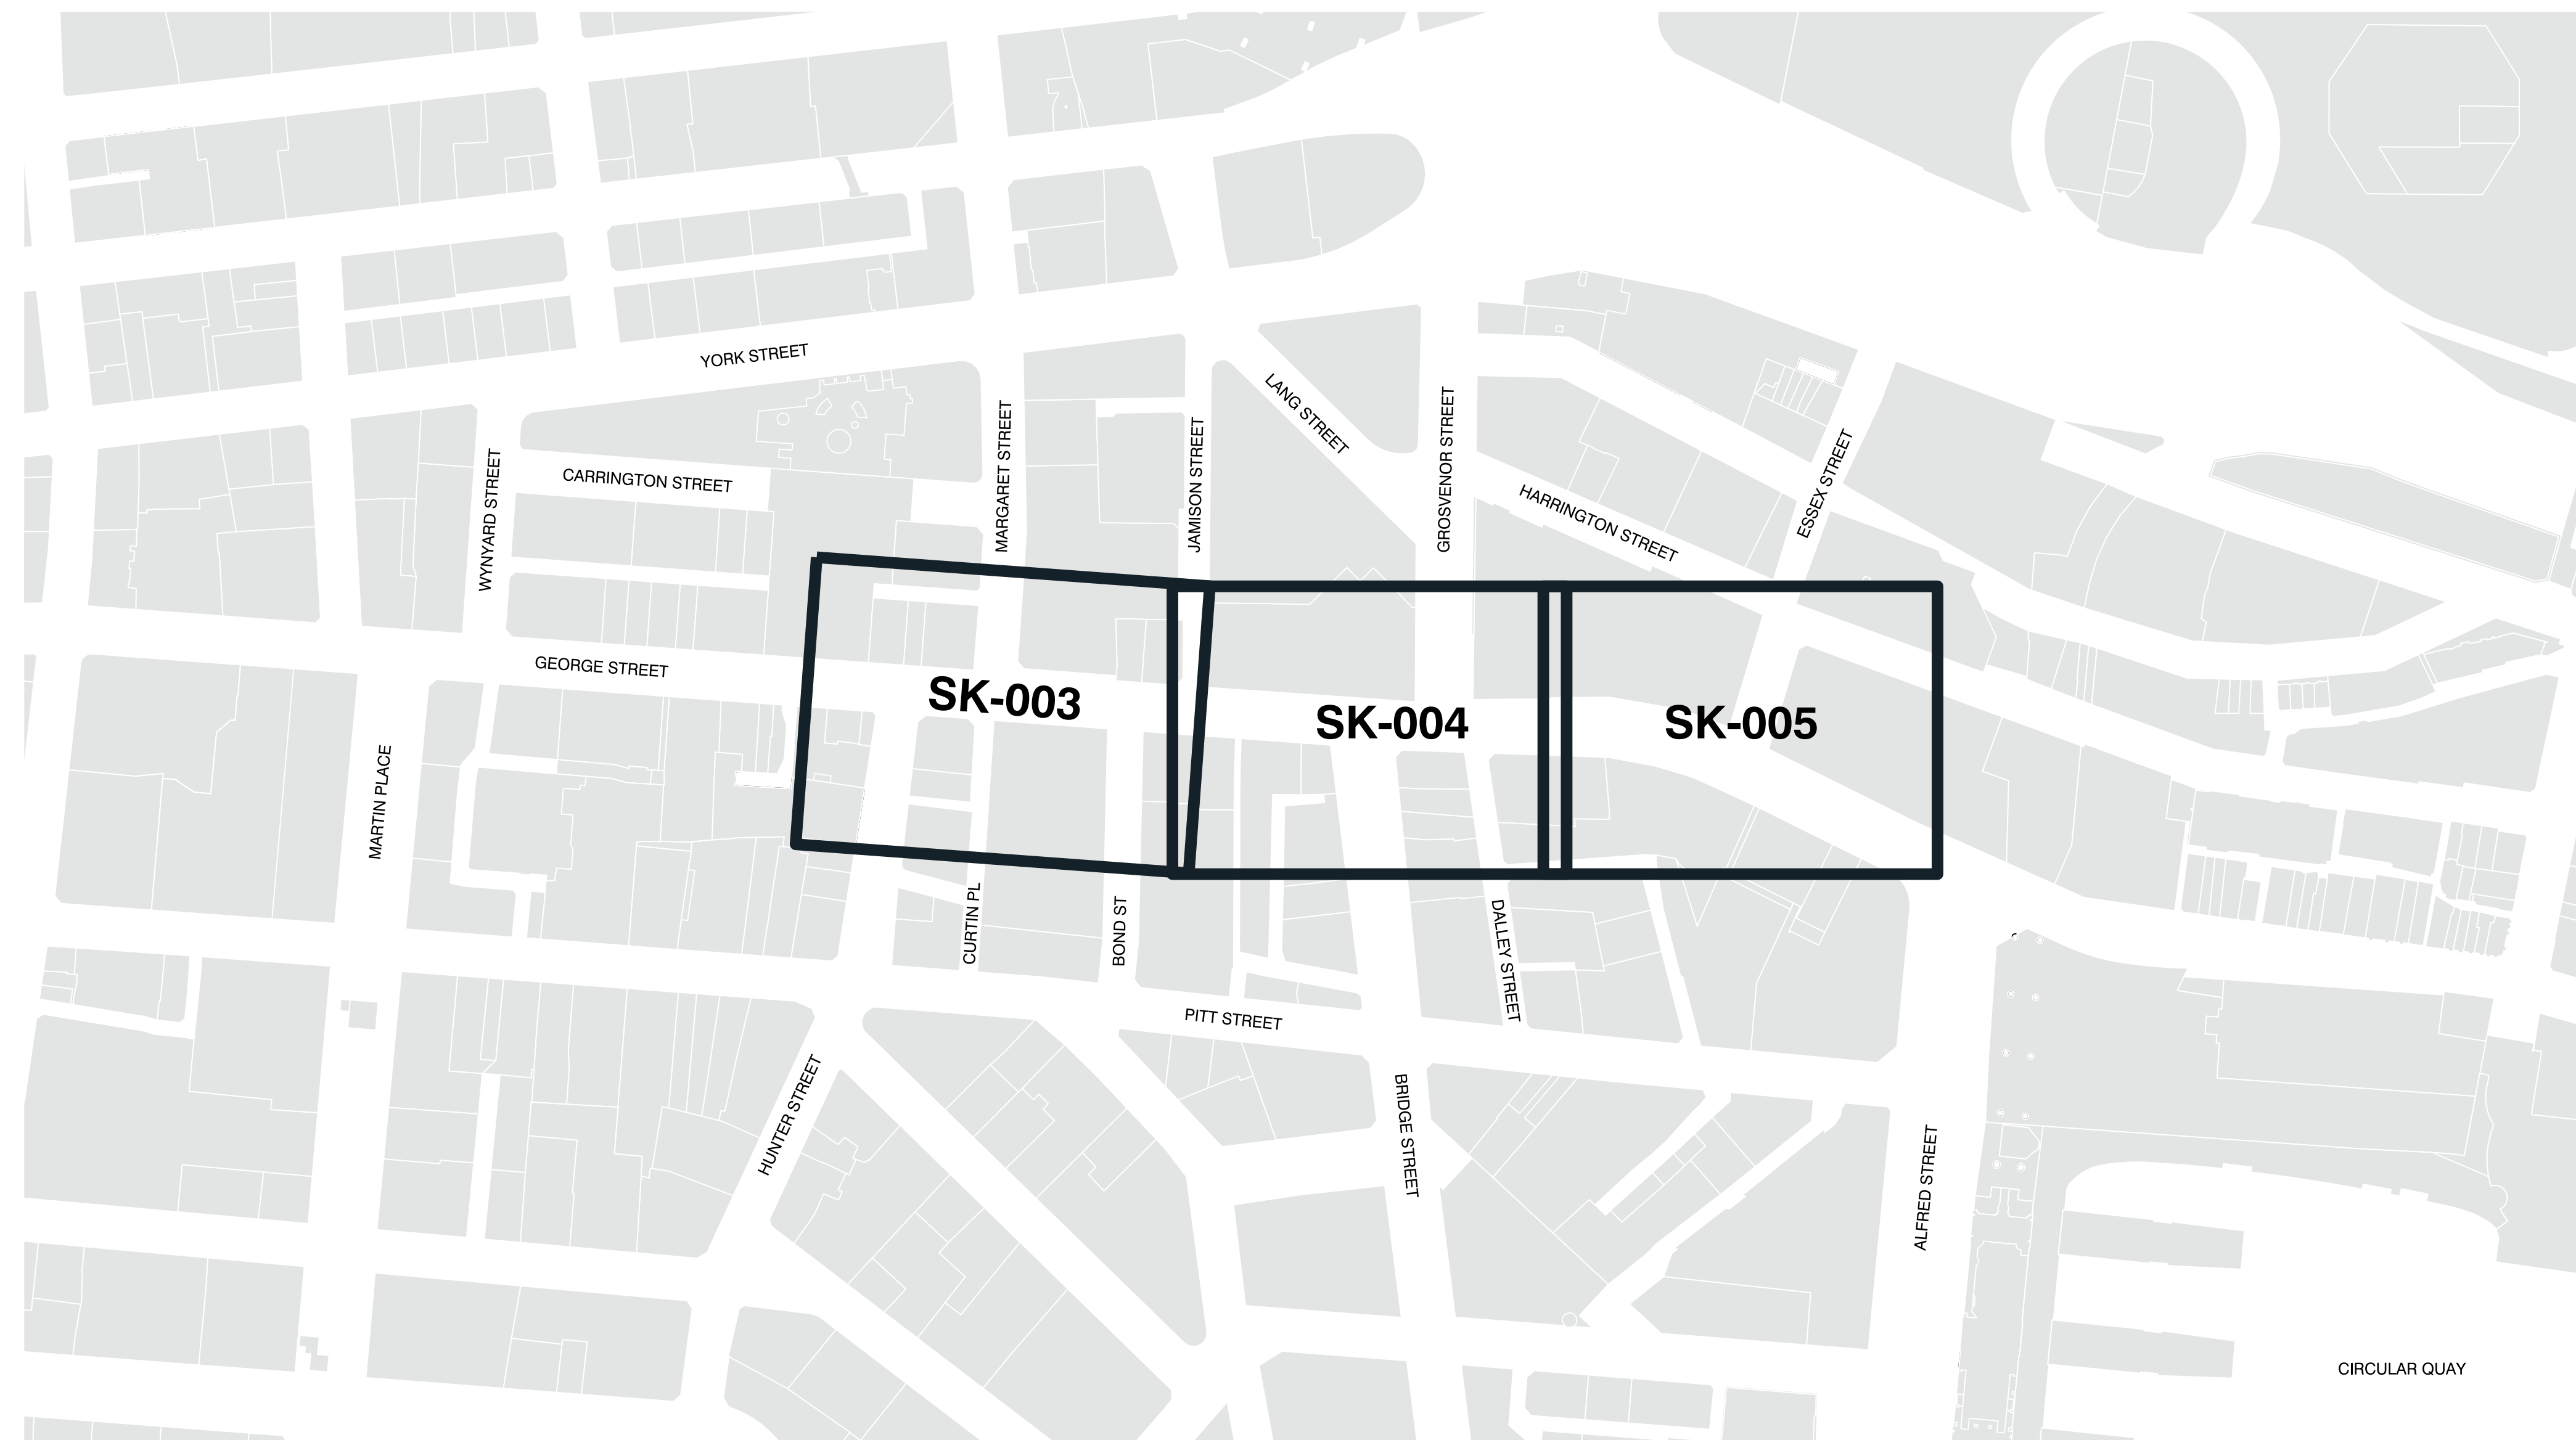 YORK STREET
LANG STREET
MARGARET STREET
JAMISON STREET
GROSVENOR STREET
CARRINGTON STREET
WYNYARD STREET
HARRINGTON STREET
ESSEX STREET
GEORGE STREET
SK-003
SK-004
SK-005
MARTIN PLACE
CURTIN PL
BOND ST
DALLEY STREET
PITT STREET
HUNTER STREET
BRIDGE STREET
ALFRED STREET
CIRCULAR QUAY